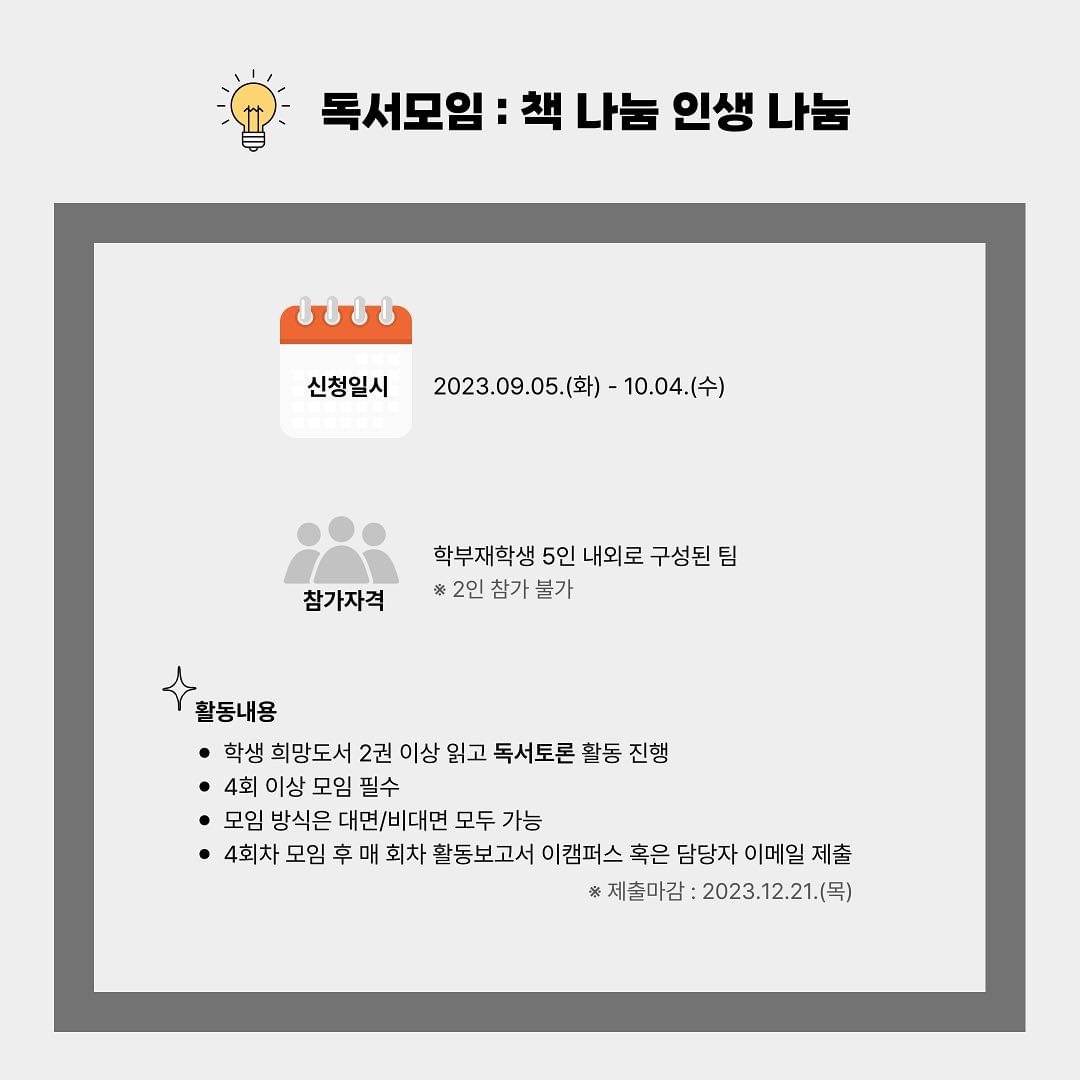 독서모임 : 책 나눔 인생 나눔
신청일시
2023.09.05.(화) - 10.04.(수)
학부재학생 5인 내외로 구성된 팀
※ 2인 참가 불가
참가자격
활동내용
● 학생 희망도서 2권 이상 읽고 독서토론 활동 진행
● 4회 이상 모임 필수
● 모임 방식은 대면/비대면 모두 가능
● 4회차 모임 후 매 회차 활동보고서 이캠퍼스 혹은 담당자 이메일 제출
※ 제출마감 : 2023.12.21.(목)